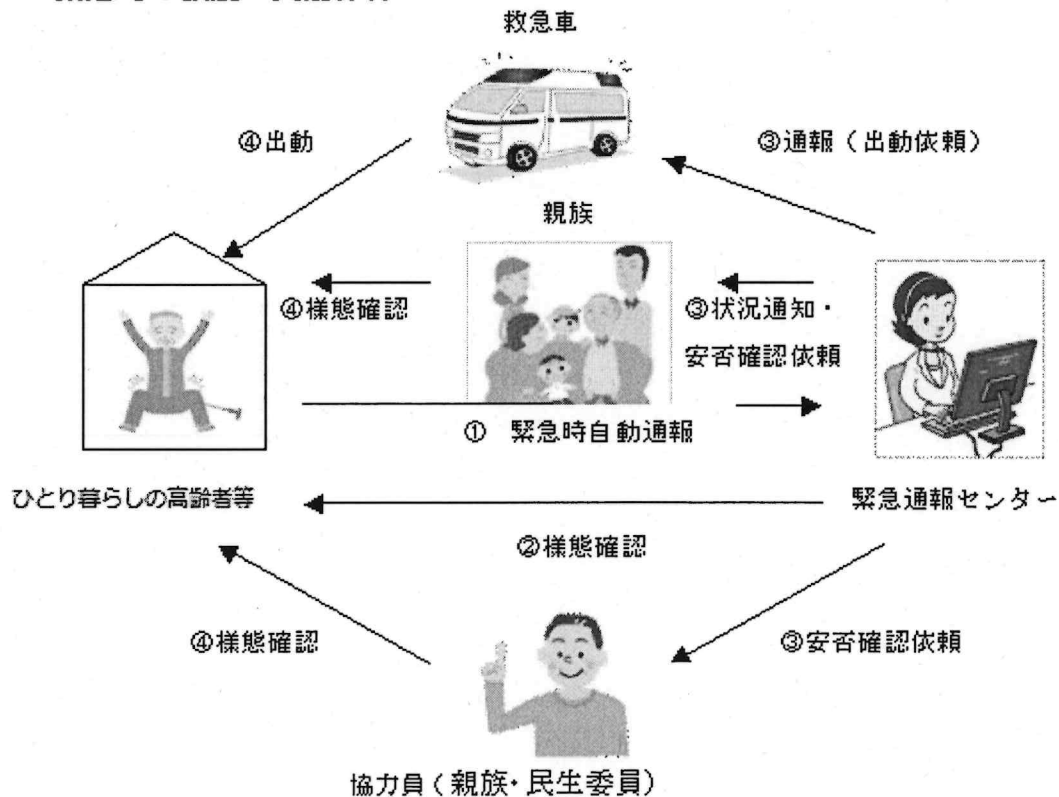 救急車
④出動
③通報（出動依頼）
親族
④様態確認
③状況通知・
安否確認依頼
① 緊急時自動通報
ひとり暮らしの高齢者等
緊急通報センター
②様態確認
④様態確認
③安否確認依頼
協力員（親族・民生委員）